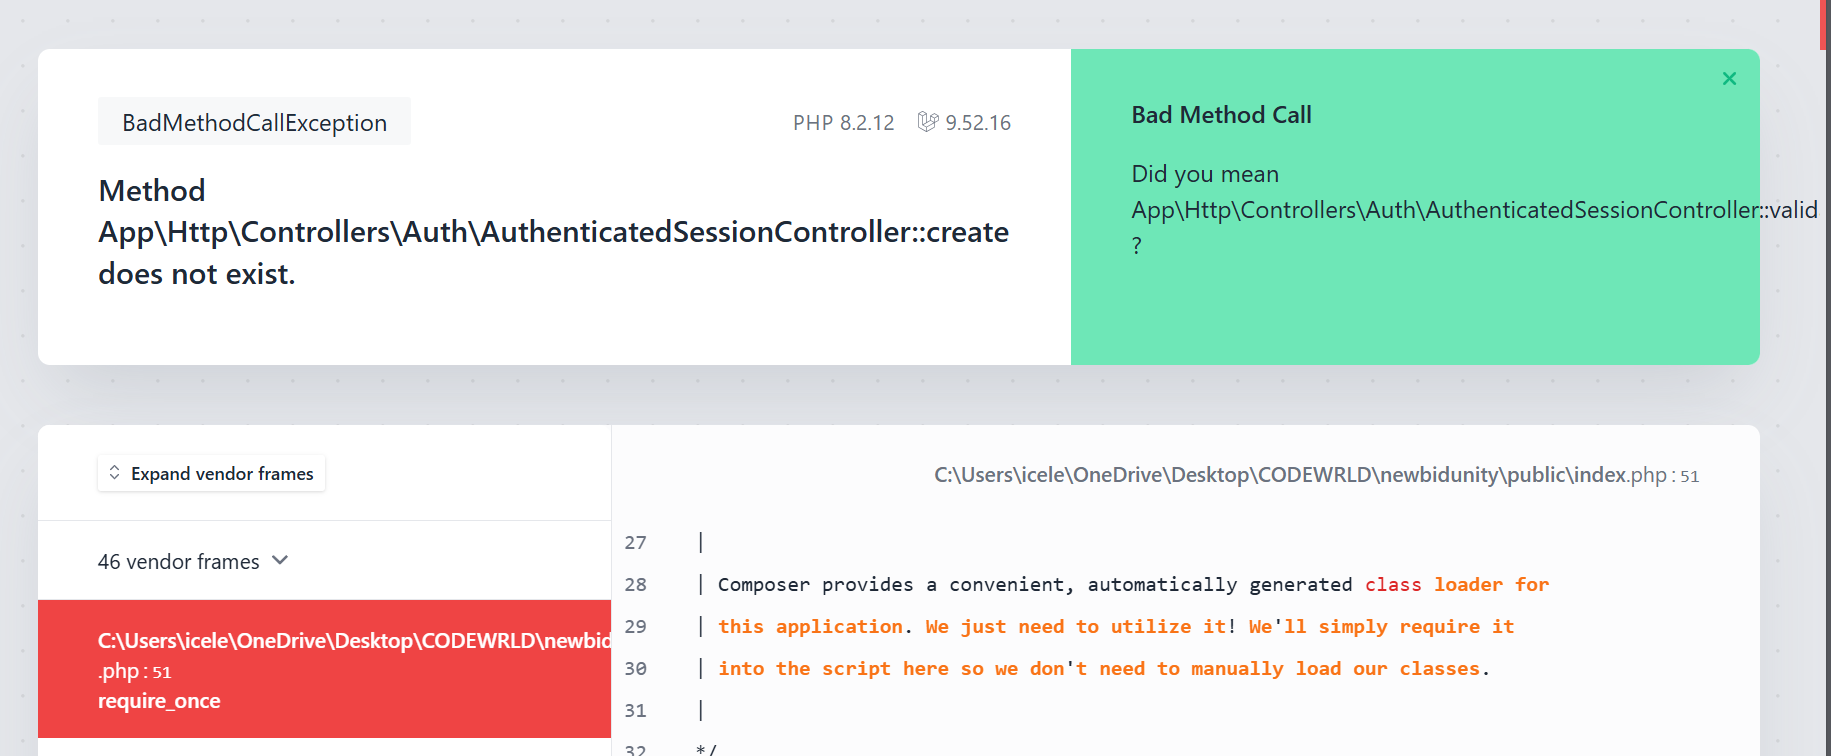 BadMethodCallException
PHP 8.2.12 9.52.16
Method
App\Http\Controllers\Auth\AuthenticatedSessionController::create
does not exist.
Bad Method Call
Did you mean
App\Http\Controllers\Auth\AuthenticatedSessionController::valid
?
Expand vendor frames
46 vendor frames
C:\Users\icele\OneDrive\Desktop\CODEWRLD\newbid
.php : 51
require_once
C:\Users\icele\OneDrive\Desktop\CODEWRLD\newbidunity\public\index.php : 51
27 |
28 | Composer provides a convenient, automatically generated class loader for
29 | this application. We just need to utilize it! We'll simply require it
30 | into the script here so we don't need to manually load our classes.
31 |
32 */